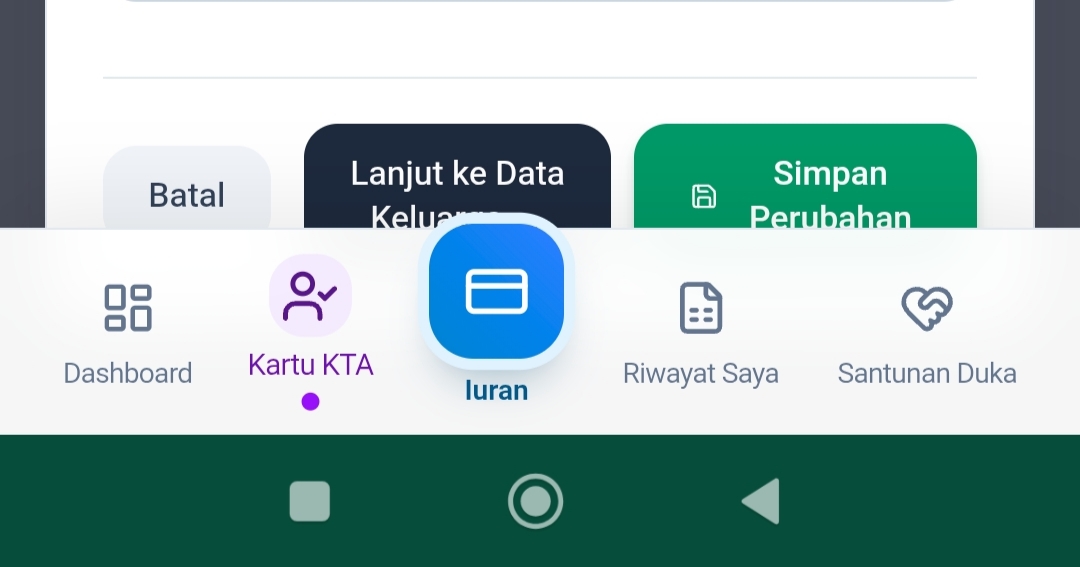 Batal
Lanjut ke Data
Simpan
Perubahan
Dashboard
Kartu KTA
Iuran
Riwayat Saya
Santunan Duka